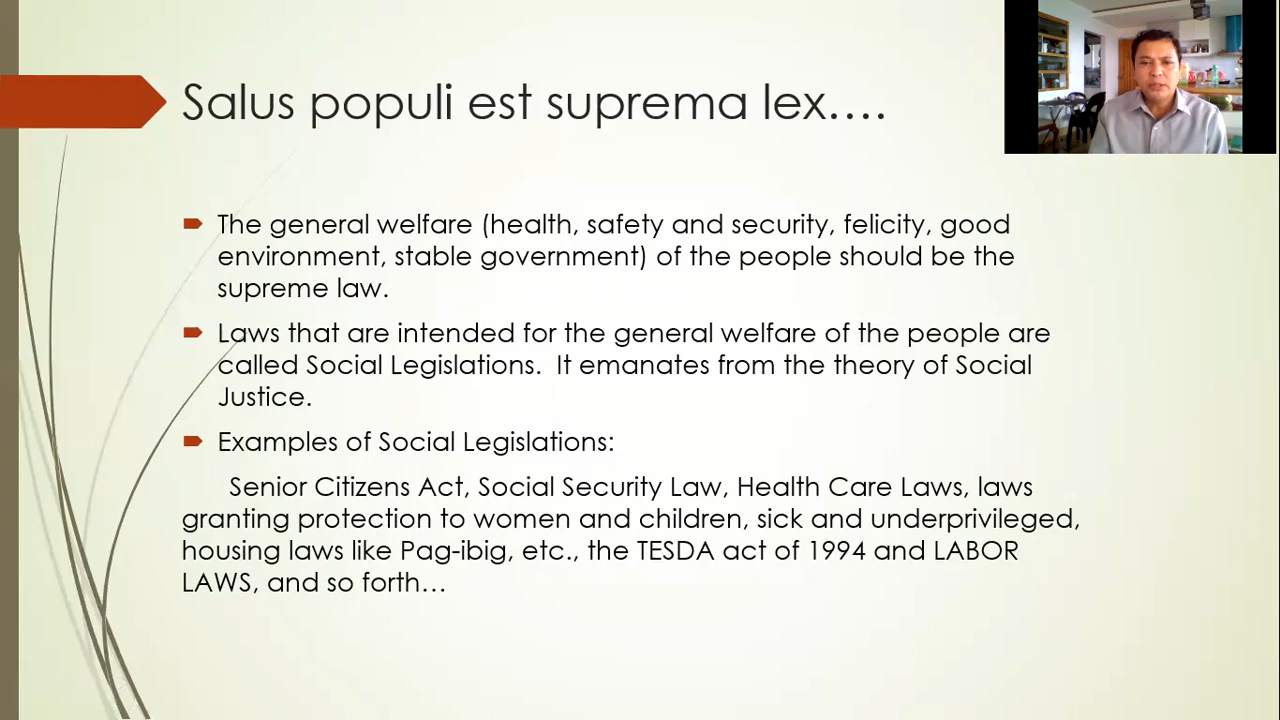 Salus populi est suprema lex....
The general welfare (health, safety and security, felicity, good
environment, stable government) of the people should be the
supreme law.
Laws that are intended for the general welfare of the people are
called Social Legislations.  It emanates from the theory of Social
Justice.
Examples of Social Legislations:
Senior Citizens Act, Social Security Law, Health Care Laws, laws
granting protection to women and children, sick and underprivileged,
housing laws like Pag-ibig, etc., the TESDA act of 1994 and LABOR
LAWS, and so forth…